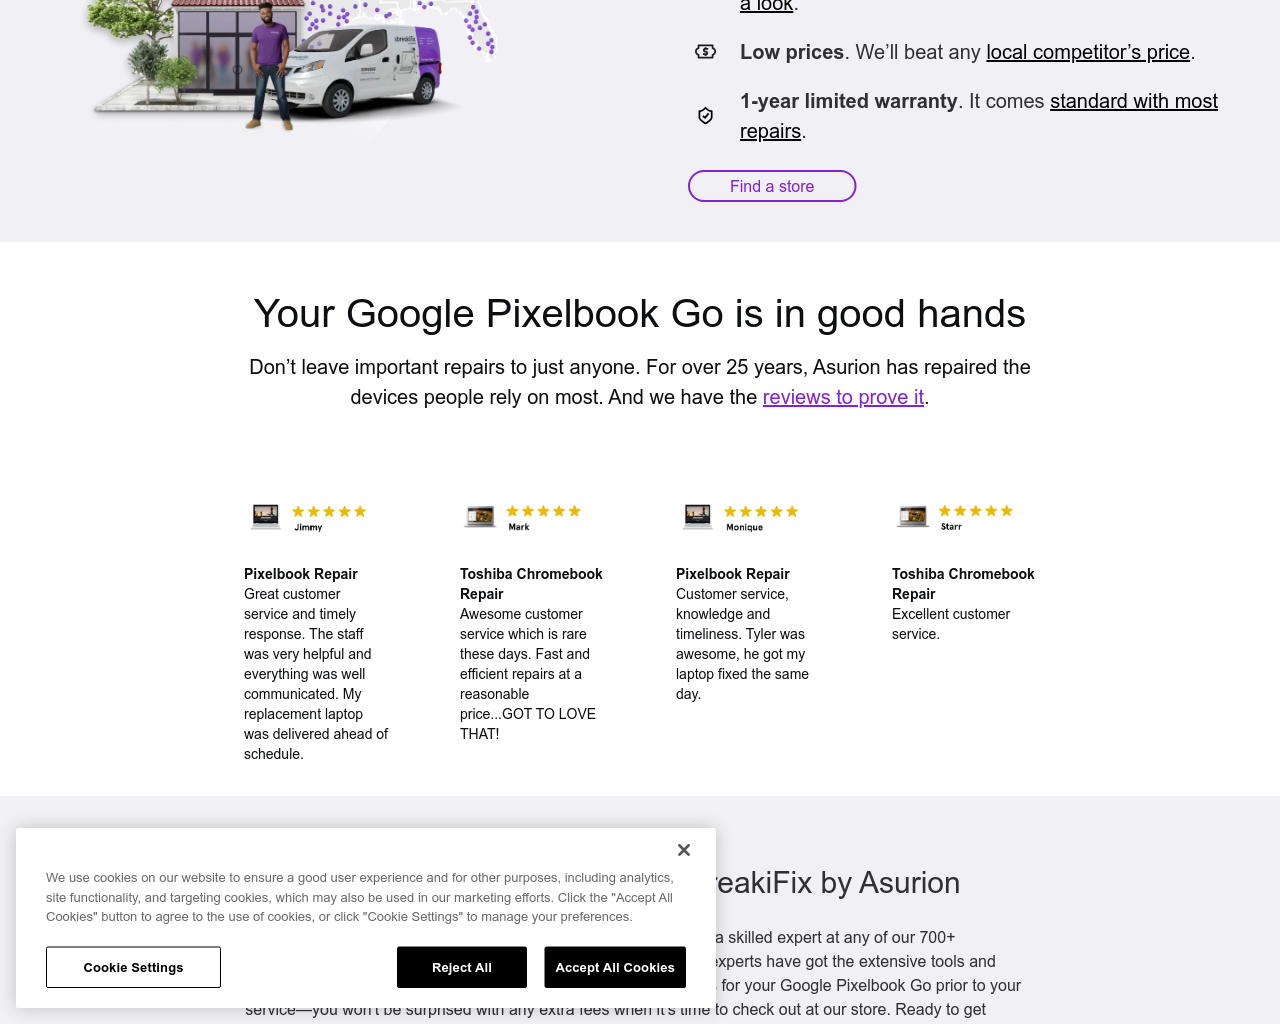 a look.
Low prices. We’ll beat any local competitor’s price.
1-year limited warranty. It comes standard with most
repairs.
Find a store
Your Google Pixelbook Go is in good hands
Don’t leave important repairs to just anyone. For over 25 years, Asurion has repaired the
devices people rely on most. And we have the reviews to prove it.
Jimmy
Pixelbook Repair
Great customer
service and timely
response. The staff
was very helpful and
everything was well
communicated. My
replacement laptop
was delivered ahead of
schedule.
Mark
Toshiba Chromebook
Repair
Awesome customer
service which is rare
these days. Fast and
efficient repairs at a
reasonable
price...GOT TO LOVE
THAT!
Monique
Pixelbook Repair
Customer service,
knowledge and
timeliness. Tyler was
awesome, he got my
laptop fixed the same
day.
Starr
Toshiba Chromebook
Repair
Excellent customer
service.
reakiFix by Asurion
a skilled expert at any of our 700+
experts have got the extensive tools and
for your Google Pixelbook Go prior to your
service—you won’t be surprised with any extra fees when it’s time to check out at our store. Ready to get
We use cookies on our website to ensure a good user experience and for other purposes, including analytics,
site functionality, and targeting cookies, which may also be used in our marketing efforts. Click the "Accept All
Cookies" button to agree to the use of cookies, or click "Cookie Settings" to manage your preferences.
Cookie Settings
Reject All
Accept All Cookies